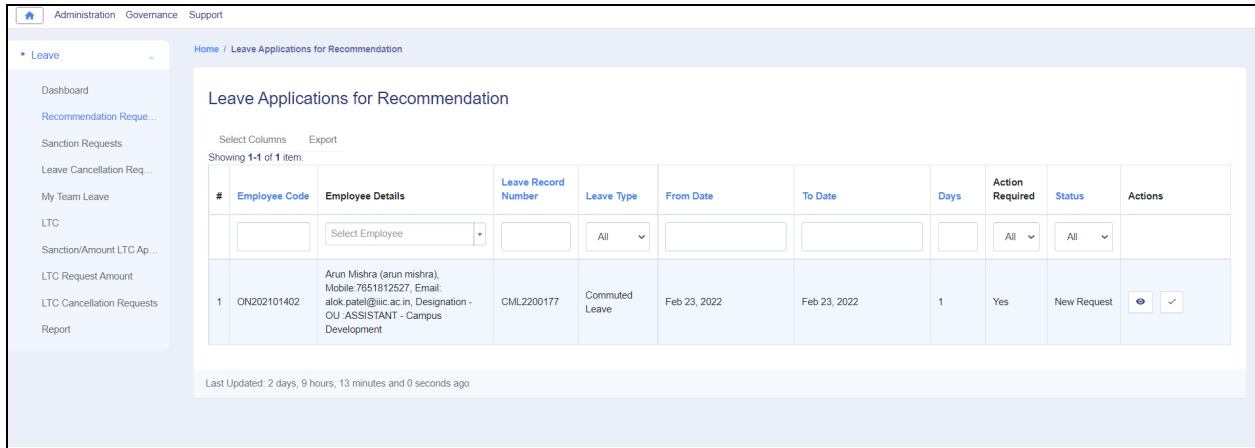 Administration Governance Support
Leave
Home / Leave Applications for Recommendation
Dashboard
Recommendation Reque...
Sanction Requests
Leave Cancellation Req...
My Team Leave
LTC
Sanction/Amount LTC Ap...
LTC Request Amount
LTC Cancellation Requests
Report
Leave Applications for Recommendation
Select Columns Export
Showing 1-1 of 1 item.
# Employee Code Employee Details Leave Record Number Leave Type From Date To Date Days Action Required Status Actions
Select Employee All All All
1 ON202101402 Arun Mishra (arun mishra), Mobile:7651812527, Email: alok.patel@iiic.ac.in, Designation - OU :ASSISTANT - Campus Development CML2200177 Commuted Leave Feb 23, 2022 Feb 23, 2022 1 Yes New Request
Last Updated: 2 days, 9 hours, 13 minutes and 0 seconds ago